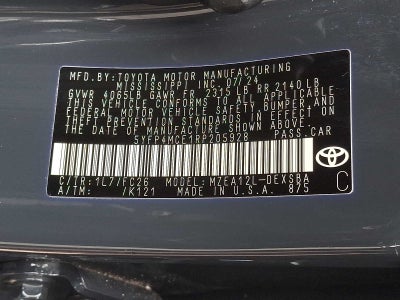 MFD.BY:TOYOTA MOTOR MANUFACTURING
MISSISSIPPI INC. 07/24
GVWR 4065LB GAWR FR 2315 LB RR 2140 LB
THIS VEHICLE CONFORMS TO ALL APPLICABLE
FEDERAL MOTOR VEHICLE SAFETY, BUMPER, AND
THEFT PREVENTION STANDARDS IN EFFECT ON
THE DATE OF MANUFACTURE SHOWN ABOVE.
5YFP4MCE1RP205928 PASS.CAR
C/TR:1L7/FC26 MODEL:MZEA12L-DEXSBA
A/TM: /K121 MADE IN U.S.A. 875
TOYOTA
C